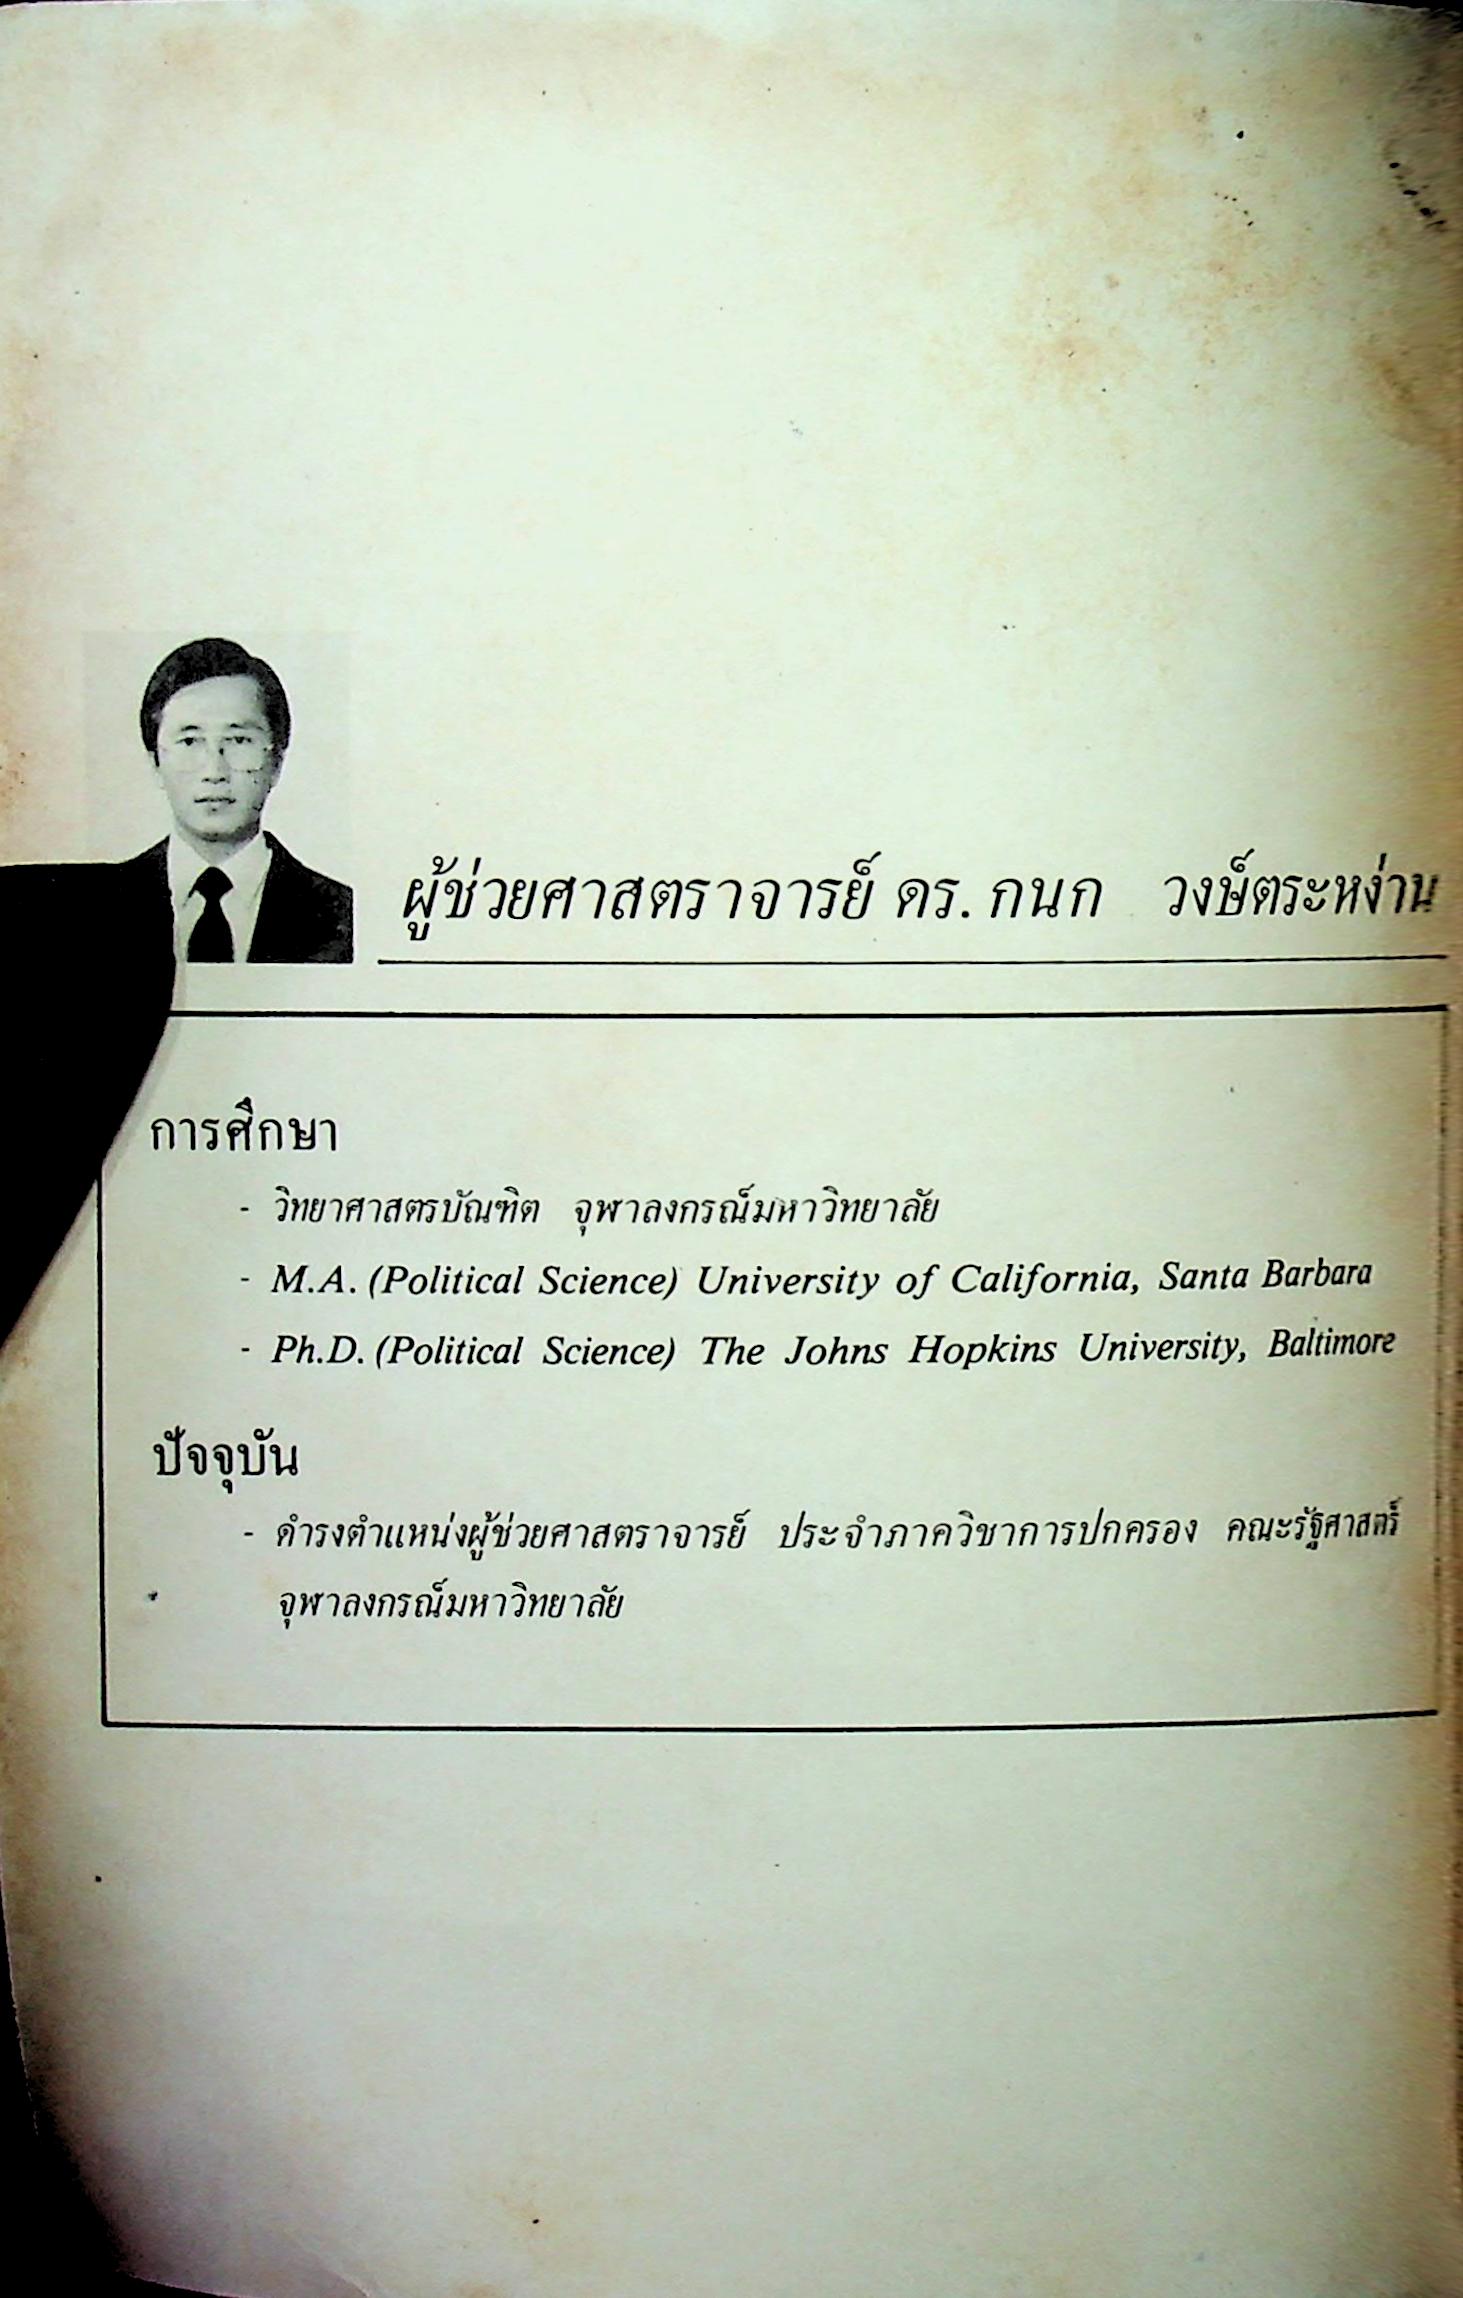 ผู้ช่วยศาสตราจารย์ ดร. กนก วงษ์ตระหง่าน
การศึกษา
- วิทยาศาสตรบัณฑิต จุฬาลงกรณ์มหาวิทยาลัย
- M.A. (Political Science) University of California, Santa Barbara
- Ph.D. (Political Science) The Johns Hopkins University, Baltimore
ปัจจุบัน
- ดำรงตำแหน่งผู้ช่วยศาสตราจารย์ ประจำภาควิชาการปกครอง คณะรัฐศาสตร์
จุฬาลงกรณ์มหาวิทยาลัย